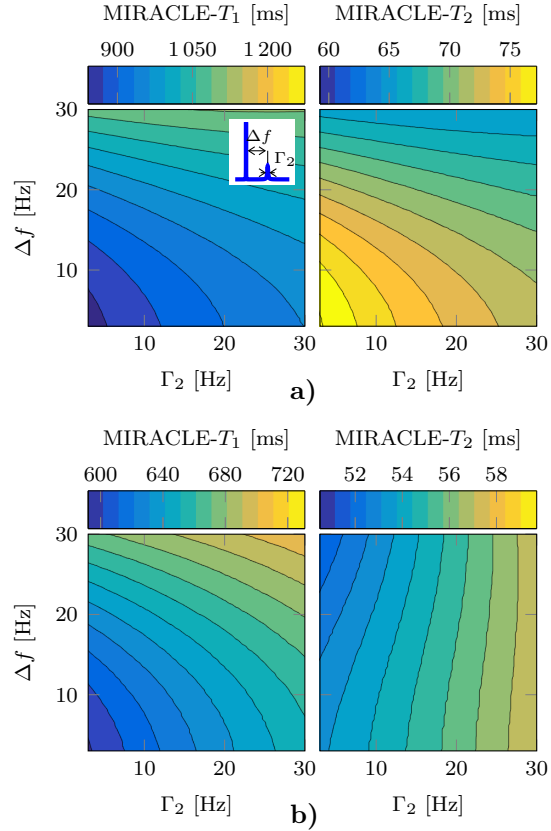 MIRACLE-T₁ [ms] MIRACLE-T₂ [ms]
900 1 050 1 200 60 65 70 75
30
20
10
Δf [Hz]
Δf
Γ₂
10 20 30 10 20 30
Γ₂ [Hz] Γ₂ [Hz]
a)
MIRACLE-T₁ [ms] MIRACLE-T₂ [ms]
600 640 680 720 52 54 56 58
30
20
10
Δf [Hz]
10 20 30 10 20 30
Γ₂ [Hz] Γ₂ [Hz]
b)